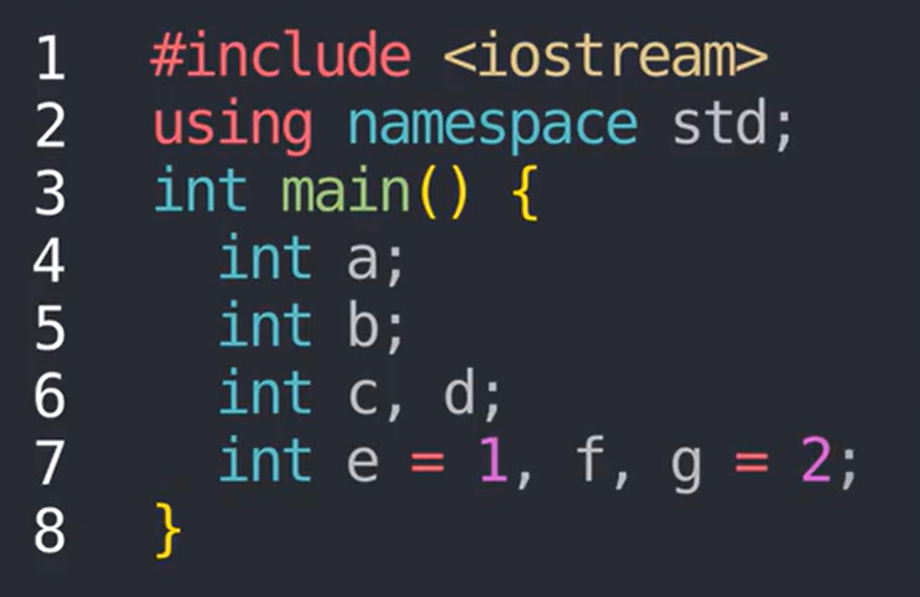 1 #include <iostream>
2 using namespace std;
3 int main() {
4   int a;
5   int b;
6   int c, d;
7   int e = 1, f, g = 2;
8 }